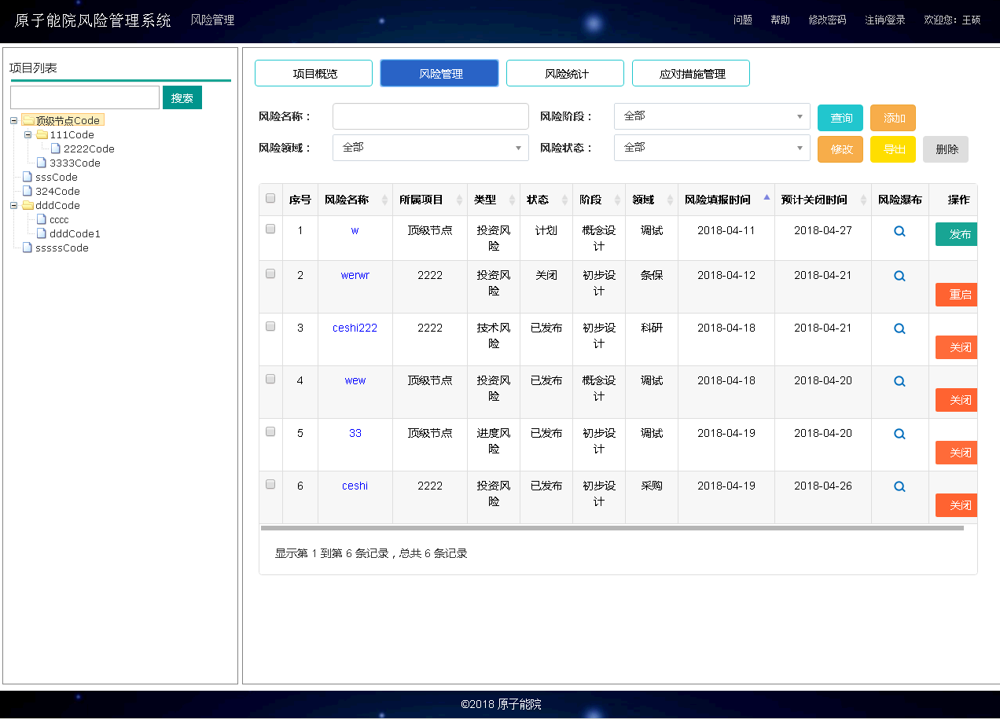 原子能院风险管理系统 风险管理 问题 帮助 修改密码 注销/登录 欢迎您: 王硕
项目列表
搜索
顶级节点Code
111Code
2222Code
3333Code
sssCode
324Code
dddCode
cccc
dddCode1
sssssCode
项目概览 风险管理 风险统计 应对措施管理
风险名称： 风险阶段： 全部 查询 添加
风险领域： 全部 风险状态： 全部 修改 导出 删除
序号 风险名称 所属项目 类型 状态 阶段 领域 风险填报时间 预计关闭时间 风险瀑布 操作
1 w 顶级节点 投资风险 计划 概念设计 调试 2018-04-11 2018-04-27 发布
2 werwr 2222 投资风险 关闭 初步设计 条保 2018-04-12 2018-04-21 重启
3 ceshi222 2222 技术风险 已发布 初步设计 科研 2018-04-18 2018-04-21 关闭
4 wew 顶级节点 投资风险 已发布 概念设计 调试 2018-04-18 2018-04-20 关闭
5 33 顶级节点 进度风险 已发布 初步设计 调试 2018-04-19 2018-04-20 关闭
6 ceshi 2222 投资风险 已发布 初步设计 采购 2018-04-19 2018-04-26 关闭
显示第 1 到第 6 条记录，总共 6 条记录
©2018 原子能院